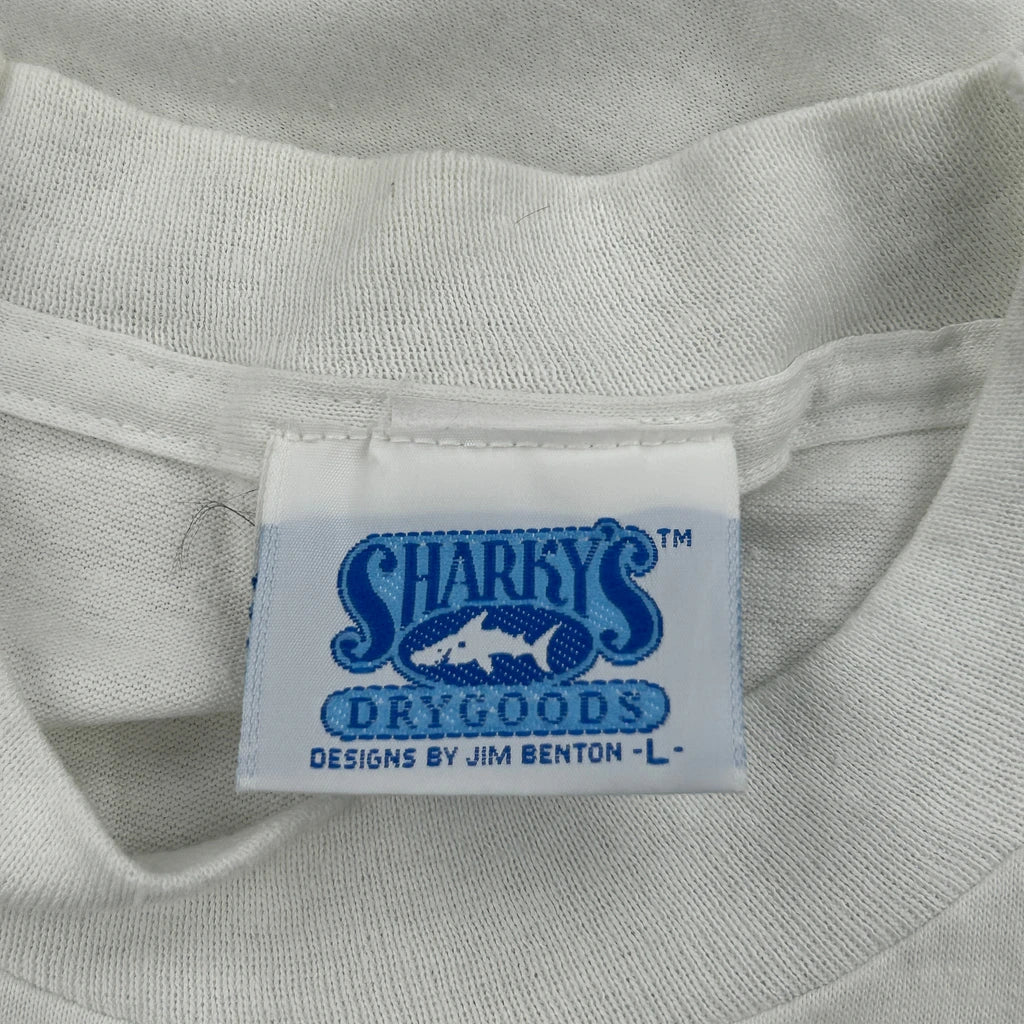 SHARKY'S™
DRYGOODS
DESIGNS BY JIM BENTON -L-